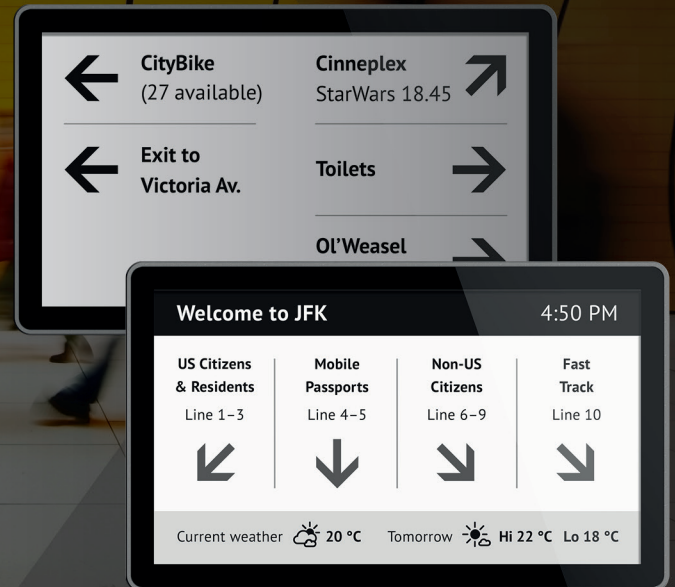 CityBike
(27 available)
Exit to
Victoria Av.
Cinneplex
StarWars 18.45
Toilets
Ol'Weasel
Welcome to JFK 4:50 PM
US Citizens
& Residents
Line 1–3
Mobile
Passports
Line 4–5
Non-US
Citizens
Line 6–9
Fast
Track
Line 10
Current weather 20 °C Tomorrow Hi 22 °C Lo 18 °C